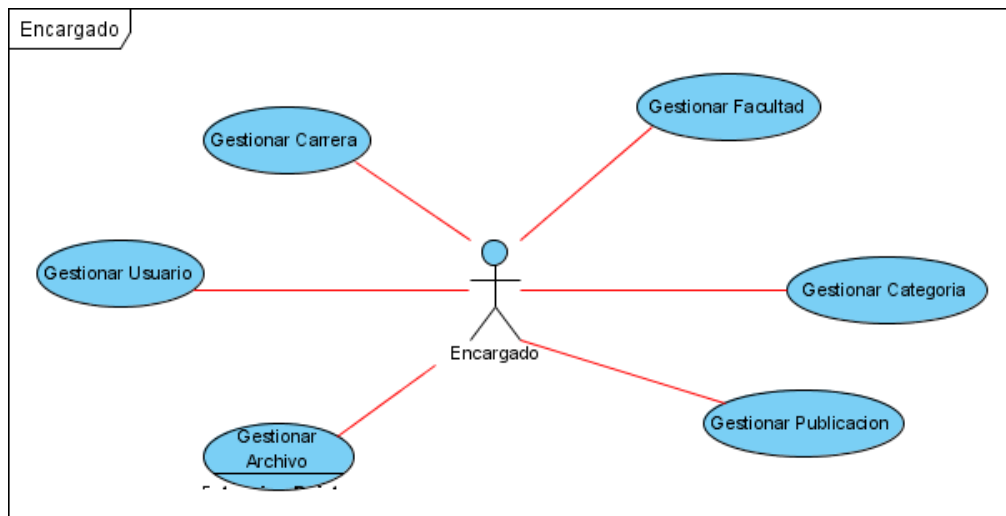 Encargado
Gestionar Facultad
Gestionar Carrera
Gestionar Usuario
Gestionar Categoria
Encargado
Gestionar Publicacion
Gestionar
Archivo